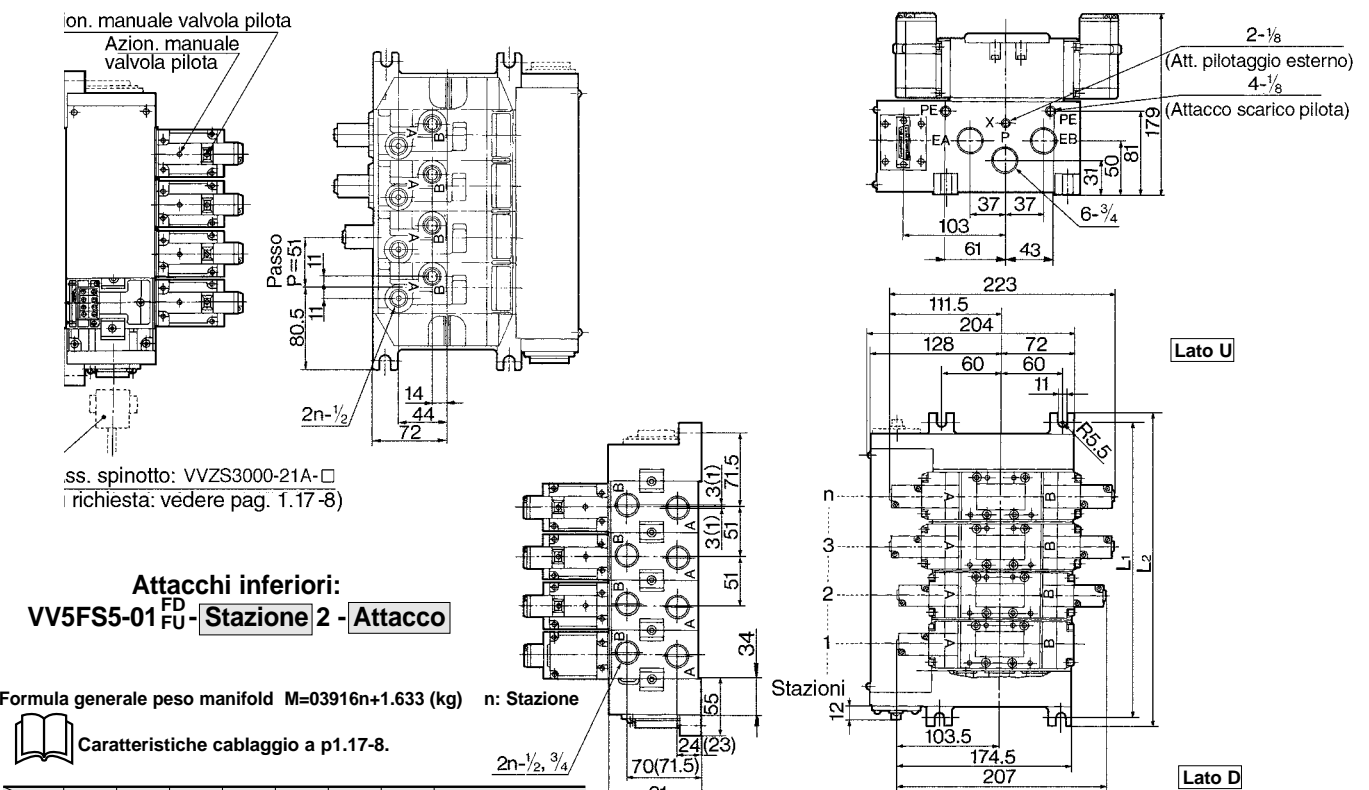 ion. manuale valvola pilota
Azion. manuale
valvola pilota
ss. spinotto: VVZS3000-21A-□
richiesta: vedere pag. 1.17-8)
A
B
A
B
A
B
A
B
Passo
P=51
11
11
80.5
14
44
72
2n-½
2-⅛
(Att. pilotaggio esterno)
4-⅛
(Attacco scarico pilota)
PE
X
P
PE
EA
EB
179
81
50
31
37
37
103
6-¾
61
43
223
111.5
204
128
72
60
60
11
R5.5
Lato U
n
3
2
1
A
B
A
B
A
B
A
B
L1
L2
Stazioni
12
103.5
174.5
207
Lato D
B
A
B
A
B
A
B
A
3(1)
71.5
3(1)
51
51
34
55
24(23)
70(71.5)
2n-½, ¾
Attacchi inferiori:
VV5FS5-01 FD FU - Stazione 2 - Attacco
Formula generale peso manifold M=03916n+1.633 (kg) n: Stazione
Caratteristiche cablaggio a p1.17-8.